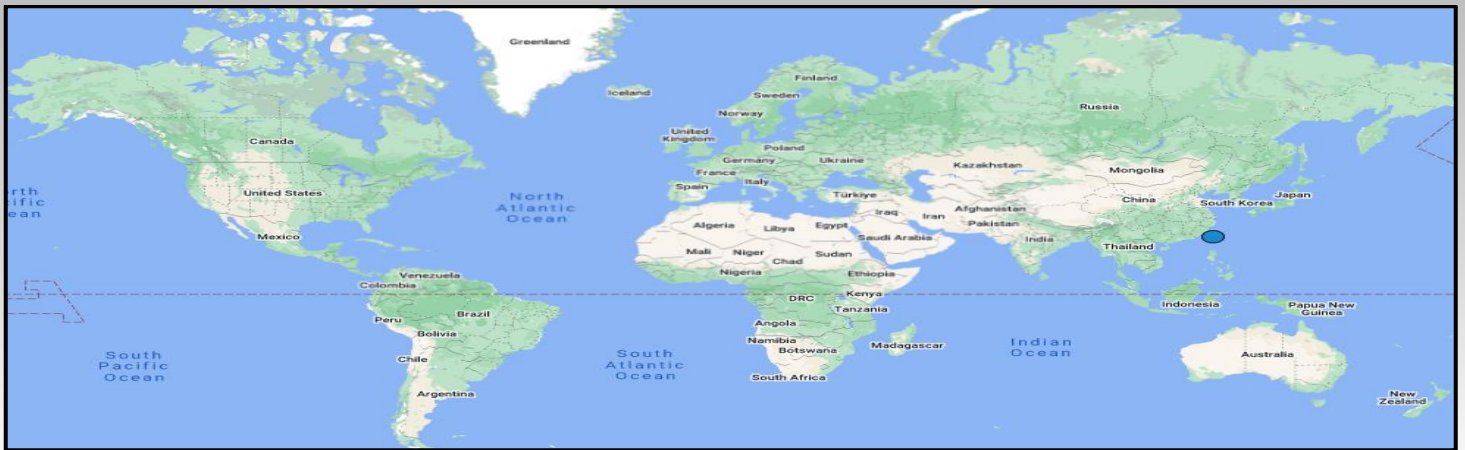 Greenland
Iceland
Finland
Sweden
Norway
Russia
United
Kingdom
Canada
Poland
Germany
Ukraine
Kazakhstan
France
Mongolia
Italy
Spain
United States
Türkiye
Japan
rth
cific
ean
North
Atlantic
Ocean
China
South Korea
Afghanistan
Iraq
Iran
Pakistan
Algeria
Libya
Egypt
Mexico
Saudi Arabia
India
Thailand
Mali
Niger
Sudan
Chad
Nigeria
Ethiopia
Venezuela
Colombia
Kenya
DRC
Tanzania
Indonesia
Papua New
Guinea
Peru
Brazil
Angola
Bolivia
Namibia
Botswana
Madagascar
Indian
Ocean
South
Pacific
Ocean
Chile
South
Atlantic
Ocean
Australia
South Africa
Argentina
New
Zealand